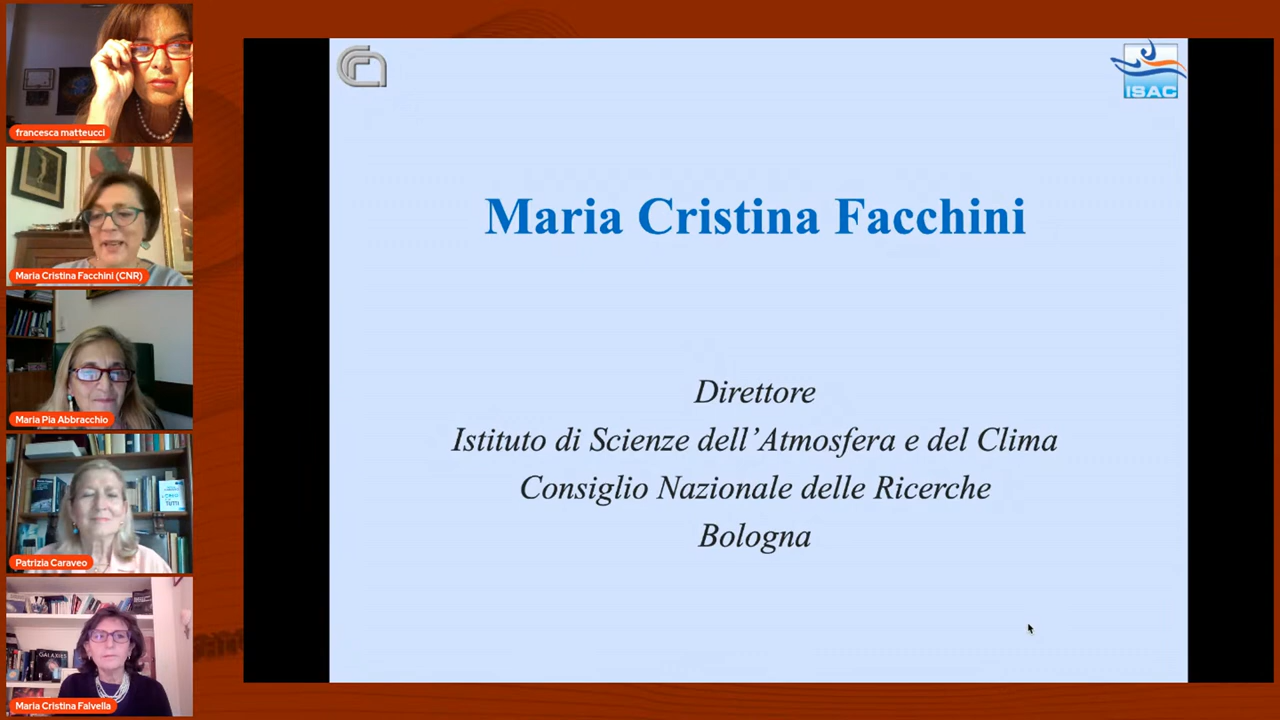 francesca matteucci
Maria Cristina Facchini (CNR)
Maria Pia Abbracchio
Patrizia Caraveo
GALAXIES
Maria Cristina Falvella
ISAC
Maria Cristina Facchini
Direttore
Istituto di Scienze dell’Atmosfera e del Clima
Consiglio Nazionale delle Ricerche
Bologna